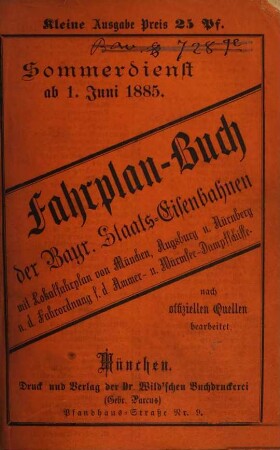 Kleine Ausgabe Preis 25 Pf.
Bav. 728
Sommerdienst
ab 1. Juni 1885.
Fahrplan-Buch
der Bayr. Staats-Eisenbahnen
mit Lokalfahrplan von München, Augsburg u. Nürnberg
u. d. Fahrordnung f. d. Ammer- u. Würmsee-Dampfschiffe.
nach
offiziellen Quellen
bearbeitet.
München.
Druck und Verlag der Dr. Wild'schen Buchdruckerei
(Gebr. Parcus)
Pfandhaus-Straße Nr. 9.